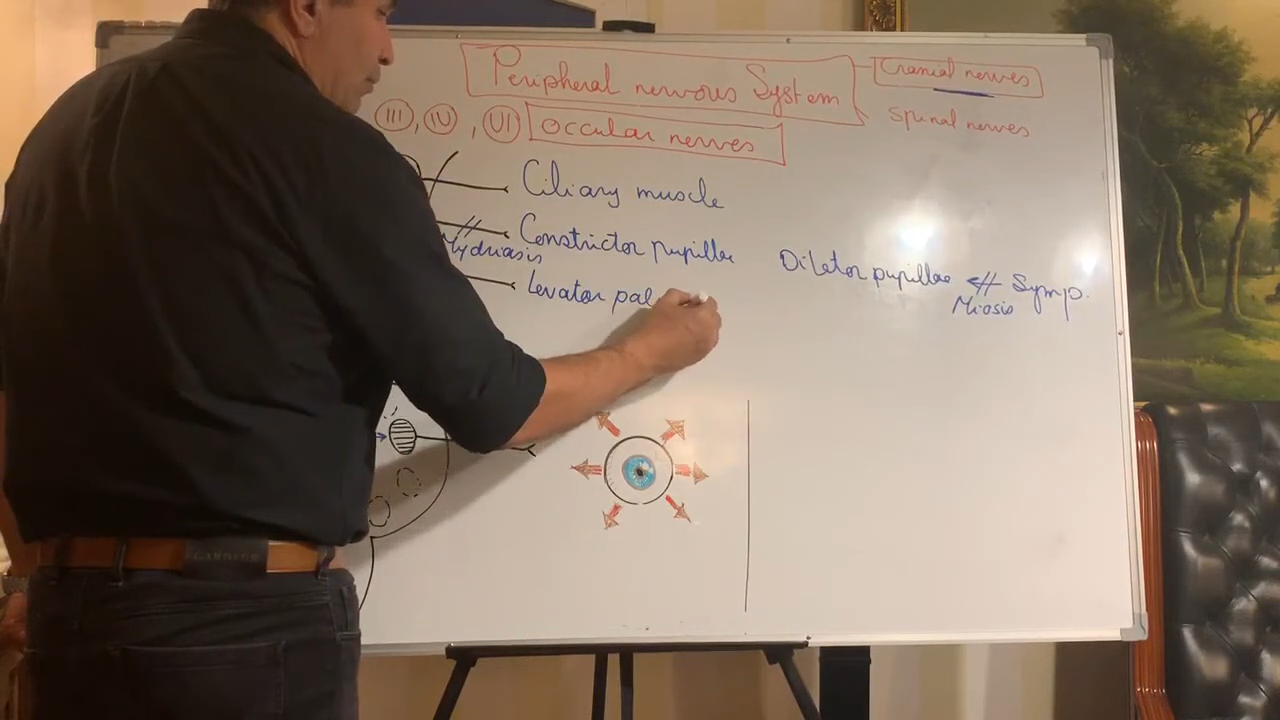 Peripheral nervous System
Cranial nerves
Spinal nerves
III, IV, VI occular nerves
Ciliary muscle
Constrictor pupillae
Mydriasis
Dilator pupillae Symp.
Miosis
Levator pal